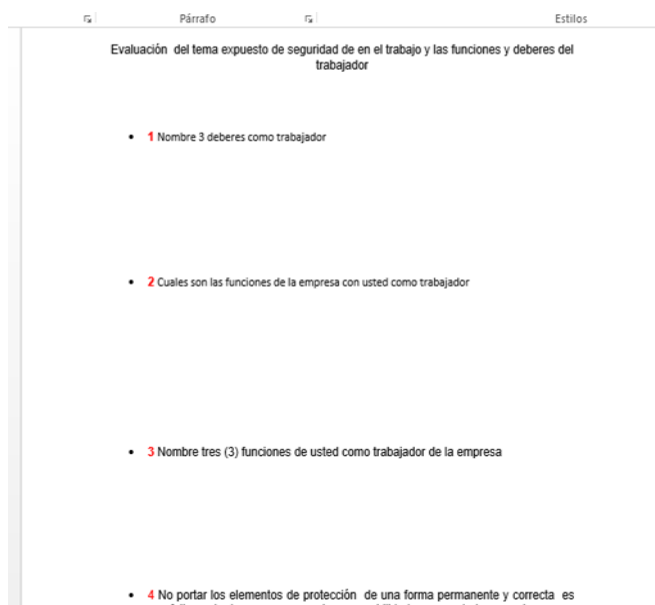 Párrafo Estilos
Evaluación del tema expuesto de seguridad de en el trabajo y las funciones y deberes del
trabajador
• 1 Nombre 3 deberes como trabajador
• 2 Cuales son las funciones de la empresa con usted como trabajador
• 3 Nombre tres (3) funciones de usted como trabajador de la empresa
• 4 No portar los elementos de protección de una forma permanente y correcta es